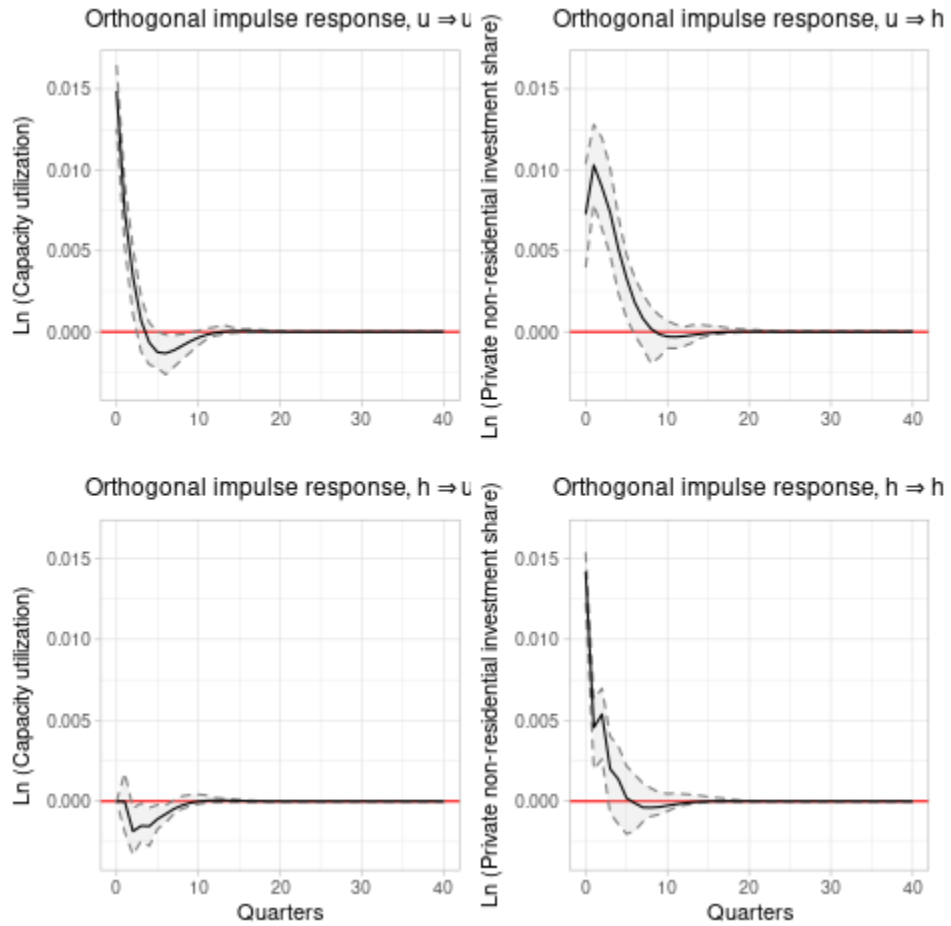 Orthogonal impulse response, u ⇒ u
Ln (Capacity utilization)
0.015
0.010
0.005
0.000
0 10 20 30 40
Orthogonal impulse response, u ⇒ h
Ln (Private non-residential investment share)
0.015
0.010
0.005
0.000
0 10 20 30 40
Orthogonal impulse response, h ⇒ u
Ln (Capacity utilization)
0.015
0.010
0.005
0.000
0 10 20 30 40
Quarters
Orthogonal impulse response, h ⇒ h
Ln (Private non-residential investment share)
0.015
0.010
0.005
0.000
0 10 20 30 40
Quarters